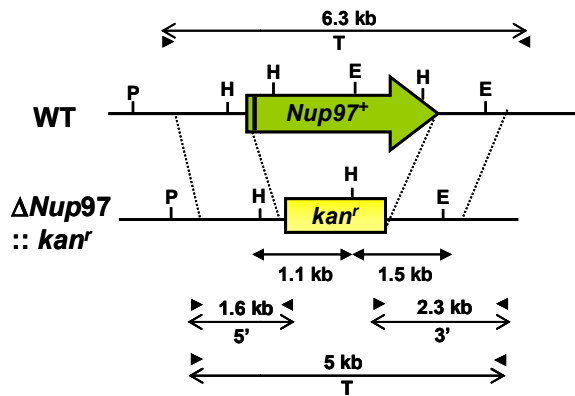 6.3 kb
T
P H H E H E
WT Nup97+
P H H E
ΔNup97 :: kanr
kanr
1.1 kb 1.5 kb
1.6 kb 2.3 kb
5’ 3’
5 kb
T